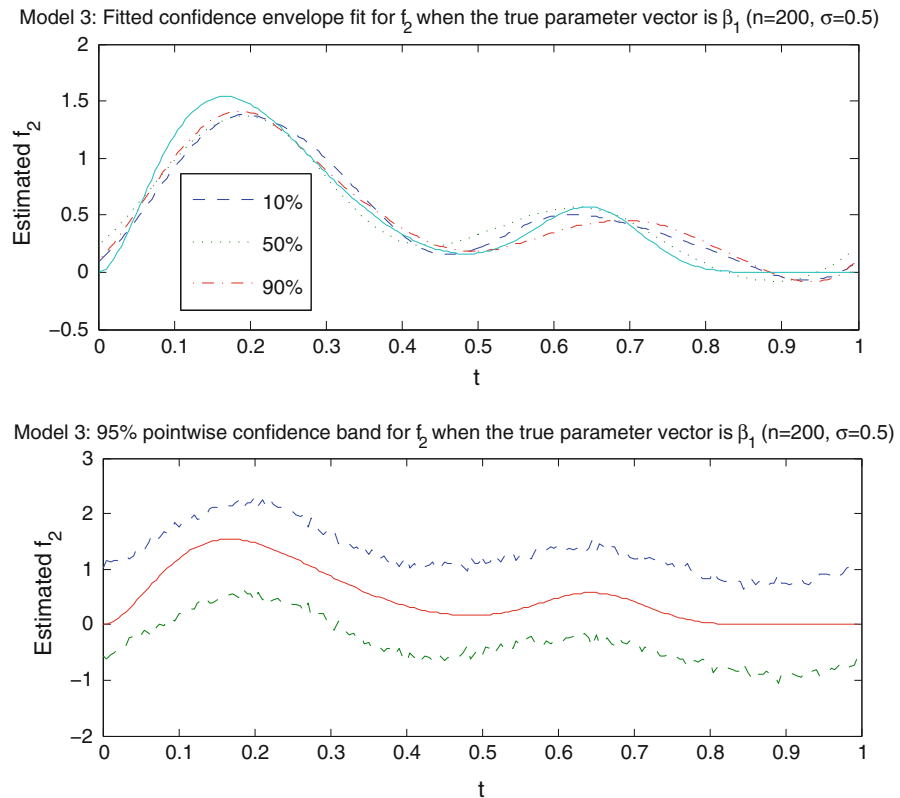 Model 3: Fitted confidence envelope fit for f2 when the true parameter vector is β1 (n=200, σ=0.5)
2
1.5
1
0.5
0
−0.5
Estimated f2
10%
50%
90%
0 0.1 0.2 0.3 0.4 0.5 0.6 0.7 0.8 0.9 1
t
Model 3: 95% pointwise confidence band for f2 when the true parameter vector is β1 (n=200, σ=0.5)
3
2
1
0
−1
−2
Estimated f2
0 0.1 0.2 0.3 0.4 0.5 0.6 0.7 0.8 0.9 1
t